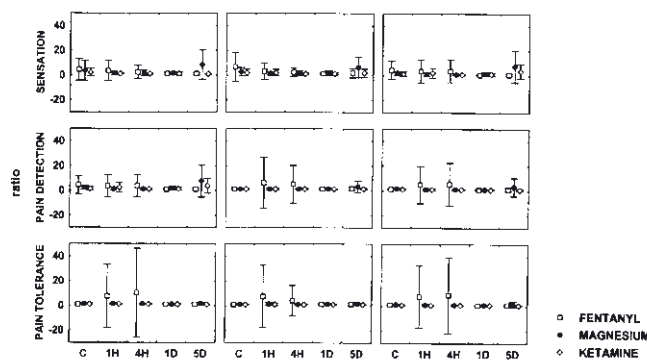 SENSATION
40
20
0
-20
ratio
PAIN DETECTION
40
20
0
-20
PAIN TOLERANCE
40
20
0
-20
C 1H 4H 1D 5D C 1H 4H 1D 5D C 1H 4H 1D 5D
FENTANYL
MAGNESIUM
KETAMINE